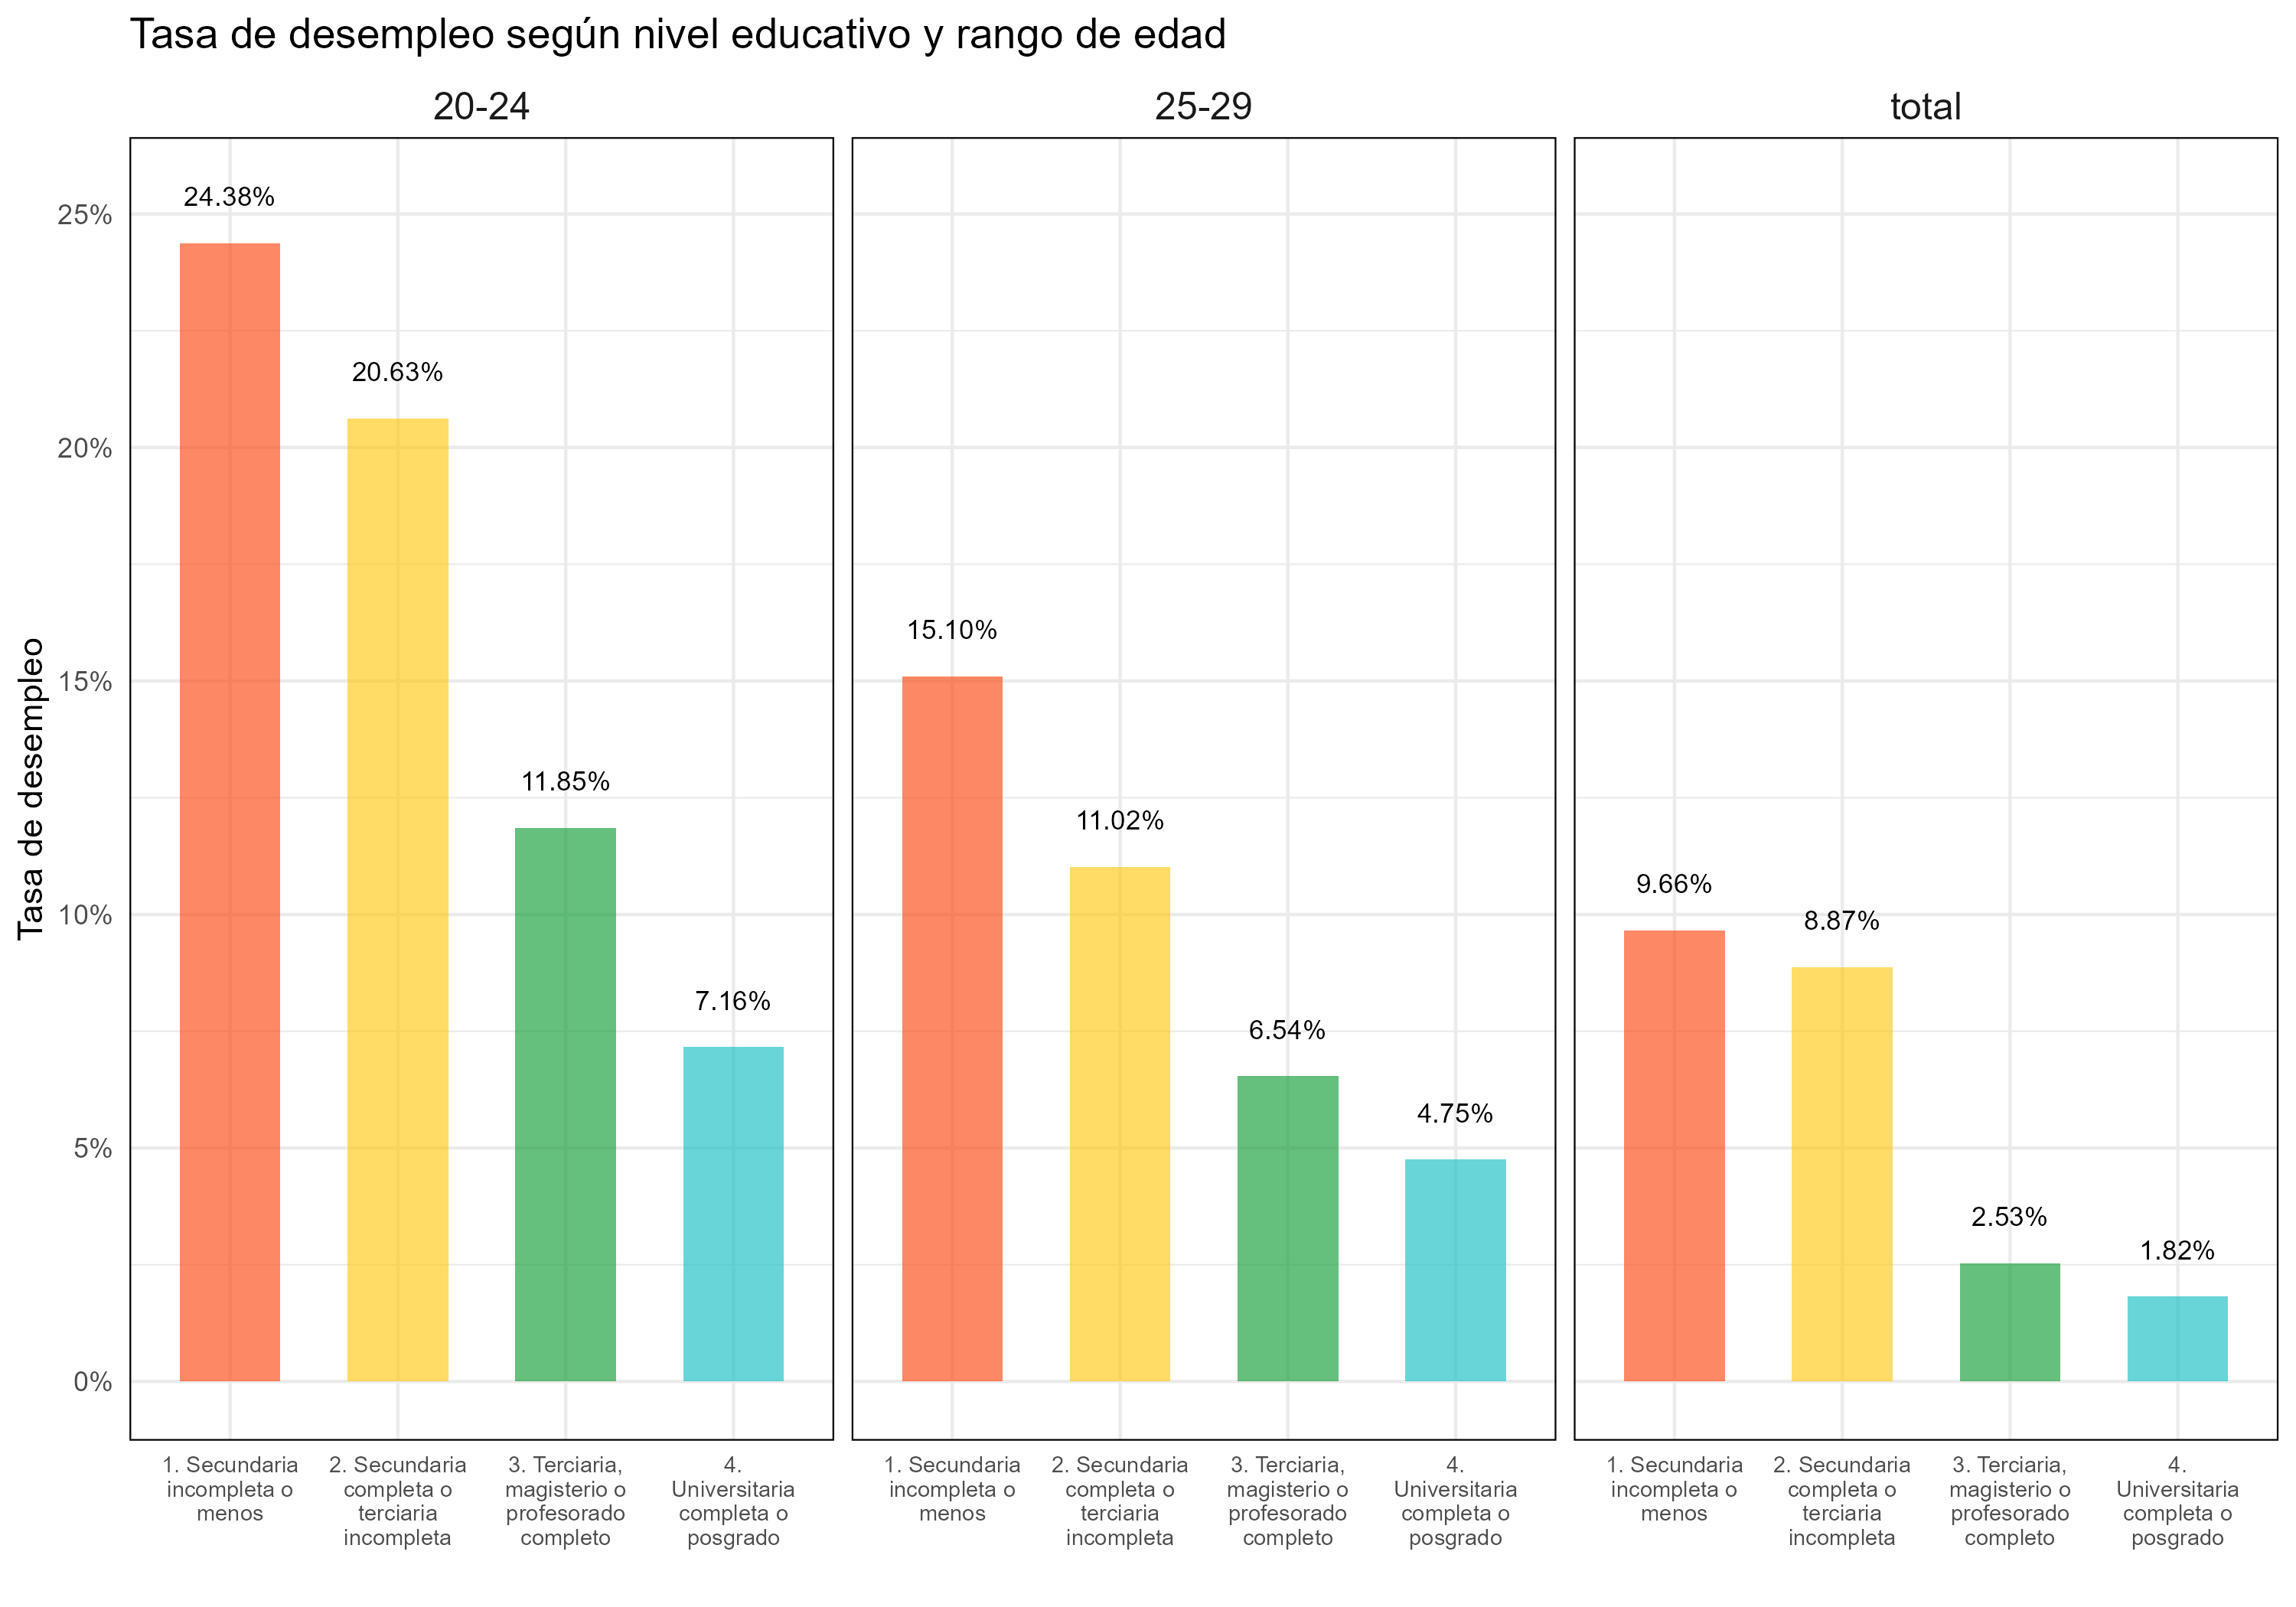 Tasa de desempleo según nivel educativo y rango de edad
20-24
25-29
total
Tasa de desempleo
25%
20%
15%
10%
5%
0%
24.38%
20.63%
11.85%
7.16%
15.10%
11.02%
6.54%
4.75%
9.66%
8.87%
2.53%
1.82%
1. Secundaria
incompleta o
menos
2. Secundaria
completa o
terciaria
incompleta
3. Terciaria,
magisterio o
profesorado
completo
4.
Universitaria
completa o
posgrado
1. Secundaria
incompleta o
menos
2. Secundaria
completa o
terciaria
incompleta
3. Terciaria,
magisterio o
profesorado
completo
4.
Universitaria
completa o
posgrado
1. Secundaria
incompleta o
menos
2. Secundaria
completa o
terciaria
incompleta
3. Terciaria,
magisterio o
profesorado
completo
4.
Universitaria
completa o
posgrado